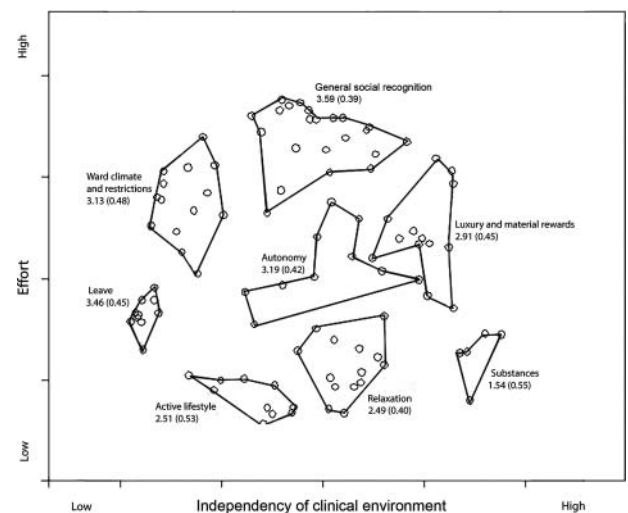 High
General social recognition
3.59 (0.39)
Ward climate
and restrictions
3.13 (0.48)
Luxury and material rewards
2.91 (0.45)
Autonomy
3.19 (0.42)
Effort
Leave
3.46 (0.45)
Substances
1.54 (0.55)
Active lifestyle
2.51 (0.53)
Relaxation
2.49 (0.40)
Low
Low
Independency of clinical environment
High